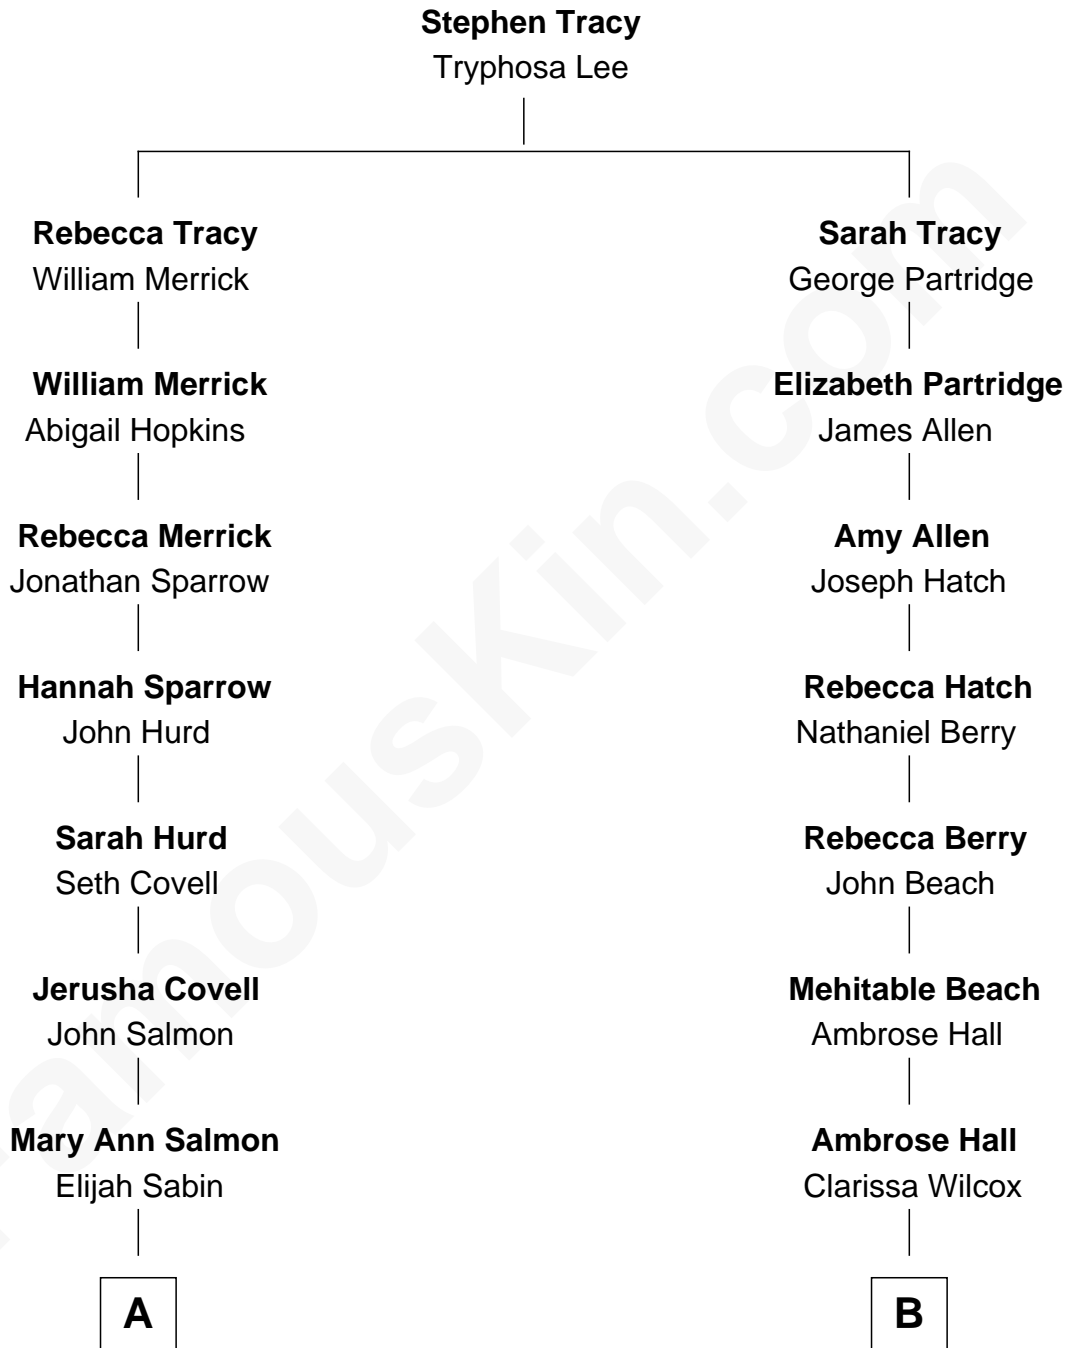 Stephen Tracy
Tryphosa Lee
Rebecca Tracy
William Merrick
Sarah Tracy
George Partridge
William Merrick
Abigail Hopkins
Elizabeth Partridge
James Allen
Rebecca Merrick
Jonathan Sparrow
Amy Allen
Joseph Hatch
Hannah Sparrow
John Hurd
Rebecca Hatch
Nathaniel Berry
Sarah Hurd
Seth Covell
Rebecca Berry
John Beach
Jerusha Covell
John Salmon
Mehitable Beach
Ambrose Hall
Mary Ann Salmon
Elijah Sabin
Ambrose Hall
Clarissa Wilcox
A
B
FamousKin.com